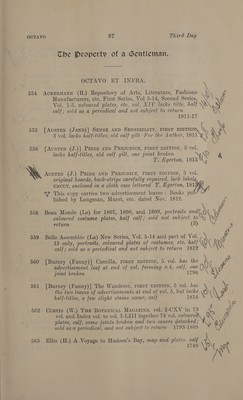 OCTAVO 87 Third Day
The Property of a Gentleman.
OCTAVO ET INFRA.
554 ACKERMANN (R.) Repository of Arts, Literature, Fashions
Manufactures, etc. First Series, Vol 5-14, Second Series,
Vol. 1-3, coloured plates, etc. vol. XIV lacks title, half
calf; sold as a periodical and not subject to return
1811-27
555 [AUSTEN (JANE)] SENSE AND SENSIBILITY, FIRST EDITION,
3 vol. lacks half-titles, old calf gilt For the Author, 1811
556 [AUSTEN (J.)] PRIDE AND PREJUDICE, FIRST EDITION, 3 vol.
lacks half-titles, old calf gilt, one joint broken
T. Egerton, 1813
AUSTEN (J.) PRIDE AND PREJUDICE, FIRST EDITION, 3 vol.
original boards, back-strips carefully repaired, lack labels,
UNCUT, enclosed in a cloth case lettered T. Egerton, 1813
*** This copy carries two advertisement leaves: Books pub-
lished by Longman, Hurst, etc. dated Nov. 1812.
558 Beau Monde (Le) for 1807, 1808, and 1809, portraits and
coloured costume plates, half calf; sold not subject to
return (3)
559 Belle Assemblée (La) New Series, Vol. 5-14 and part of Vol.
15 only, portraits, coloured plates of costumes, etc. half
calf; sold as a periodical and not subject to return 1812
560 [Burney (Fanny)] Camilla, FIRST EDITION, 5 vol. has the
advertisement leaf at end of vol. forming n.t. calf, one
joint broken 1796
561 [Burney (Fanny)] The Wanderer, FIRST EDITION, 5 vol. has
the two leaves of advertisements at end of vol. 5, but lacks
half-titles, a few slight stains occur, calf 1814
562 CURTIS (W.) THE BOTANICAL MAGAZINE, vol. 2-CXV in 73
vol. and Index vol. to vol. I-LIII together 74 vol. coloured
plates, calf, some joints broken and two covers detached;
sold as a periodical, and not subject to return 1793-1889
563 Ellis (H.) A Voyage to Hudson's Bay, map and plates calf
1748